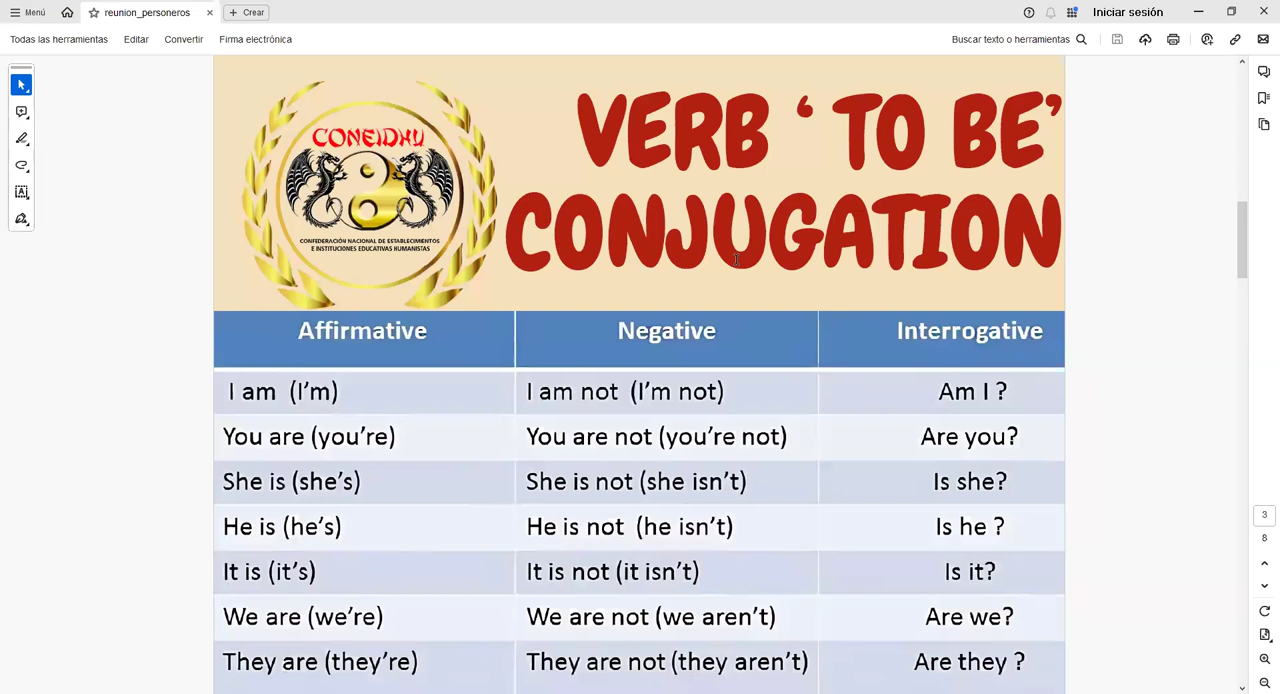 Menú
reunion_personeros
Crear
Iniciar sesión
Todas las herramientas Editar Convertir Firma electrónica
Buscar texto o herramientas
CONEIDHU
CONFEDERACIÓN NACIONAL DE ESTABLECIMIENTOS
E INSTITUCIONES EDUCATIVAS HUMANISTAS
VERB ‘ TO BE’
CONJUGATION
Affirmative Negative Interrogative
I am (I’m) I am not (I’m not) Am I ?
You are (you’re) You are not (you’re not) Are you?
She is (she’s) She is not (she isn’t) Is she?
He is (he’s) He is not (he isn’t) Is he ?
It is (it’s) It is not (it isn’t) Is it?
We are (we’re) We are not (we aren’t) Are we?
They are (they’re) They are not (they aren’t) Are they ?
3
8